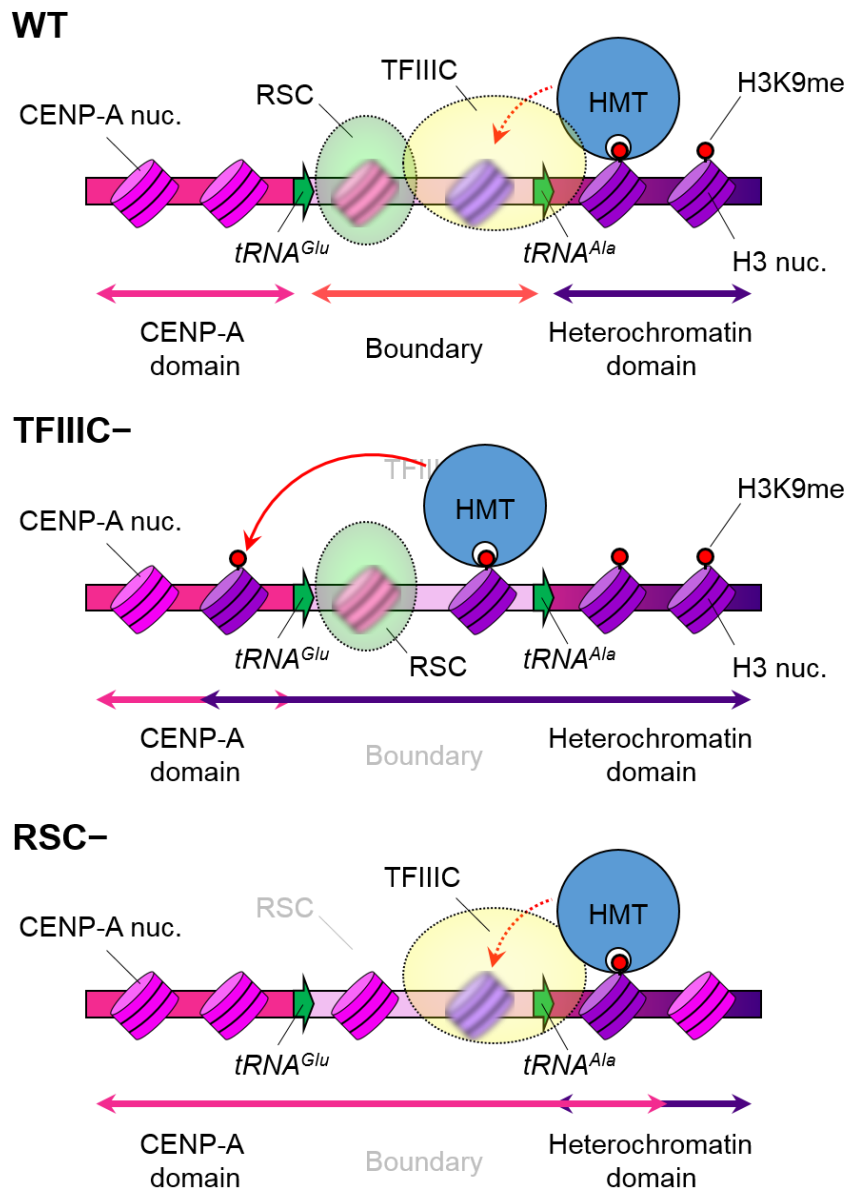 WT
TFIIIC
RSC
HMT
H3K9me
CENP-A nuc.
tRNAGlu
tRNAAla
H3 nuc.
CENP-A
domain
Boundary
Heterochromatin
domain
TFIIIC−
TFIII
HMT
H3K9me
CENP-A nuc.
tRNAGlu
RSC
tRNAAla
H3 nuc.
CENP-A
domain
Boundary
Heterochromatin
domain
RSC−
TFIIIC
RSC
HMT
CENP-A nuc.
tRNAGlu
tRNAAla
CENP-A
domain
Boundary
Heterochromatin
domain